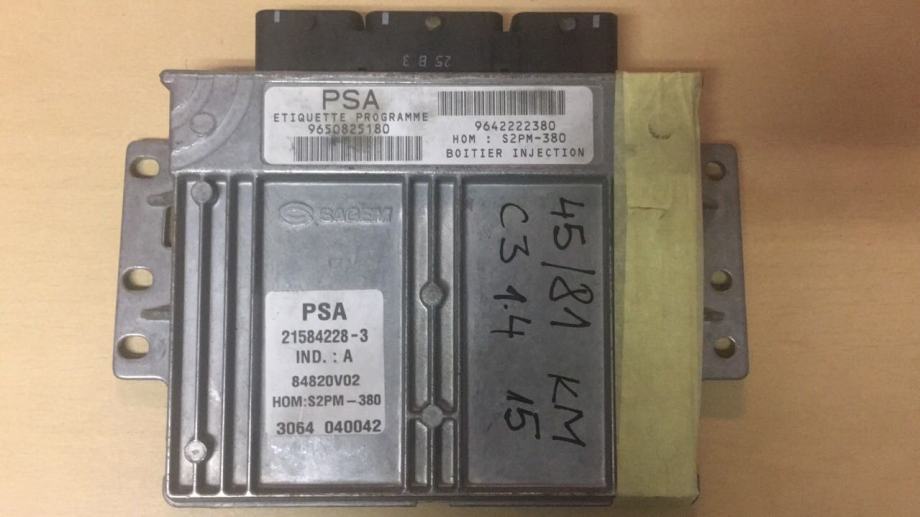 25 B 3
PSA
ETIQUETTE PROGRAMME
9650825180
9642222380
HOM : S2PM-380
BOITIER INJECTION
SAGEM
PSA
21584228-3
IND. : A
84820V02
HOM:S2PM-380
3064 040042
45/81 KM
C3 1.4 15